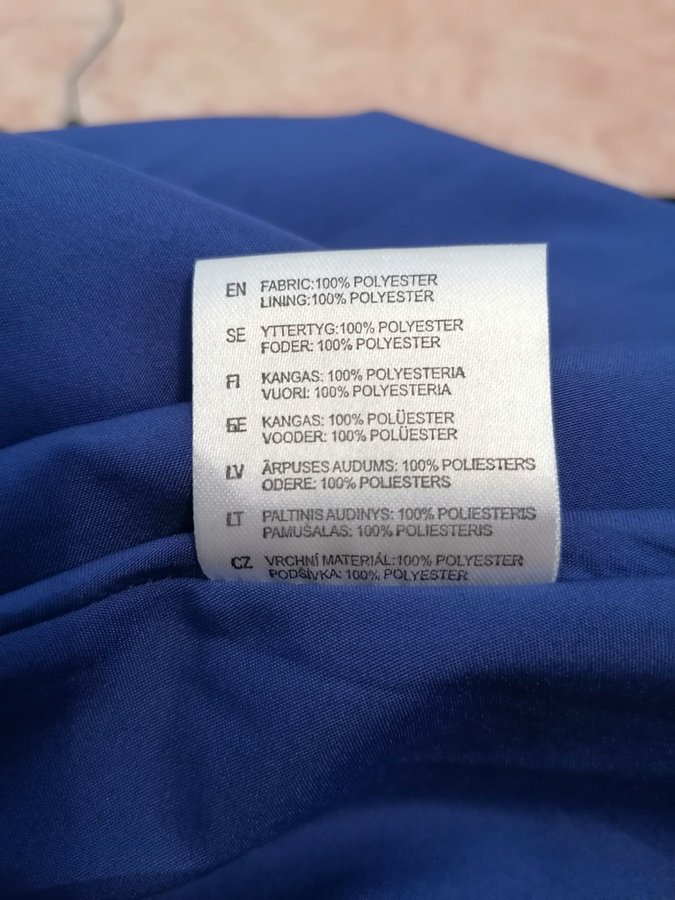 EN FABRIC:100% POLYESTER
LINING:100% POLYESTER
SE YTTERTYG:100% POLYESTER
FODER: 100% POLYESTER
FI KANGAS: 100% POLYESTERIA
VUORI: 100% POLYESTERIA
EE KANGAS: 100% POLÜESTER
VOODER: 100% POLÜESTER
LV ĀRPUSES AUDUMS: 100% POLIESTERS
ODERE: 100% POLIESTERS
LT PALTINIS AUDINYS: 100% POLIESTERIS
PAMUŠALAS: 100% POLIESTERIS
CZ VRCHNÍ MATERIÁL:100% POLYESTER
PODŠÍVKA: 100% POLYESTER